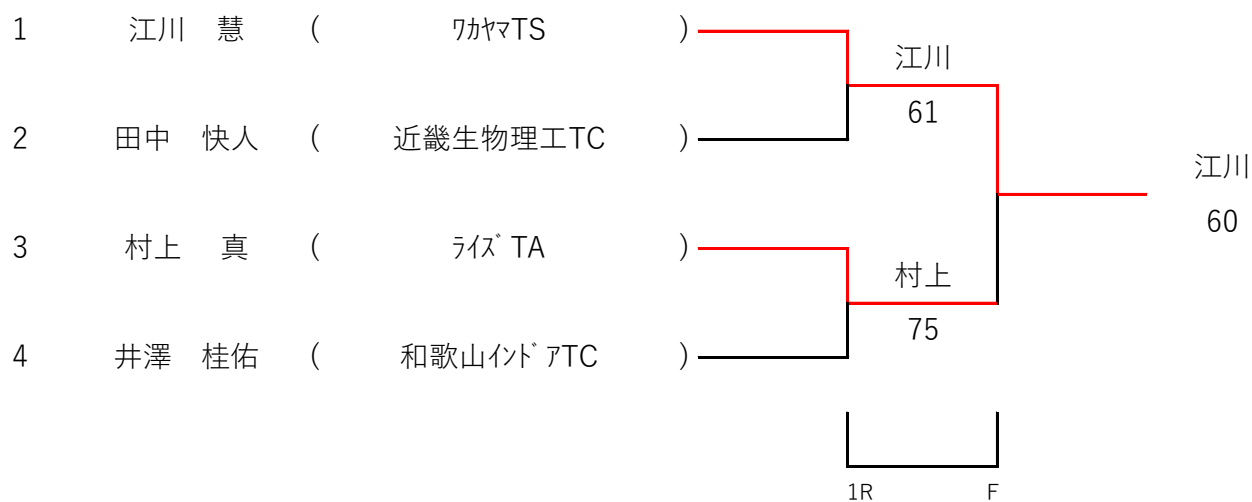 1 江川　慧 ( ﾜｶﾔﾏTS )
江川
61
2 田中　快人 ( 近畿生物理工TC )
江川
60
3 村上　真 ( ﾗｲｽﾞTA )
村上
75
4 井澤　桂佑 ( 和歌山ｲﾝﾄﾞｱTC )
1R F